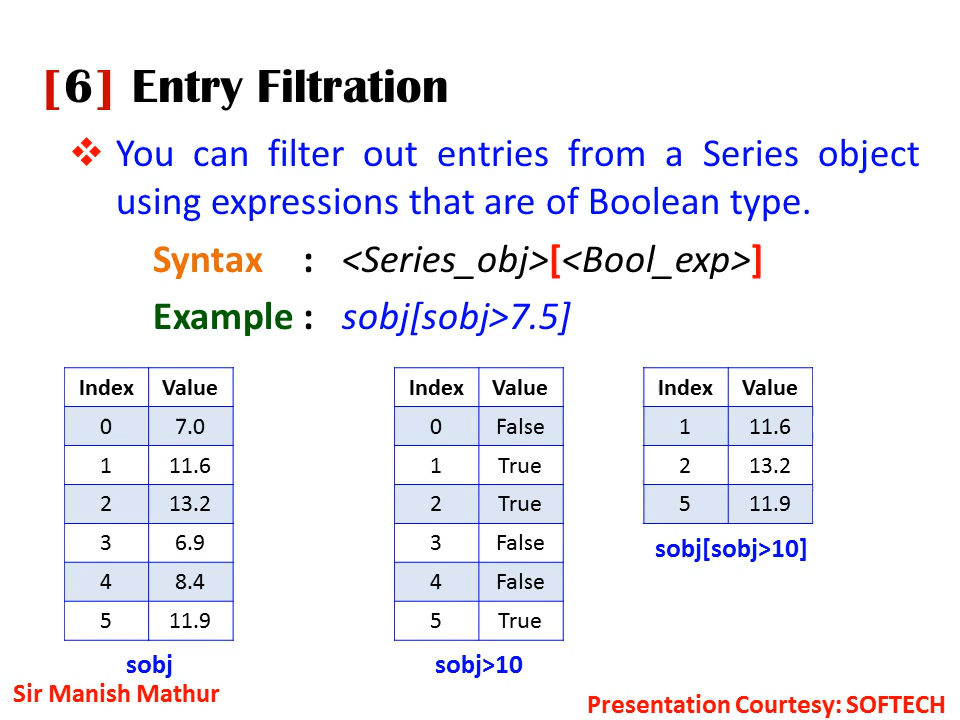 [6] Entry Filtration
❖ You can filter out entries from a Series object
using expressions that are of Boolean type.
Syntax : <Series_obj>[<Bool_exp>]
Example : sobj[sobj>7.5]
Index Value
0 7.0
1 11.6
2 13.2
3 6.9
4 8.4
5 11.9
sobj
Index Value
0 False
1 True
2 True
3 False
4 False
5 True
sobj>10
Index Value
1 11.6
2 13.2
5 11.9
sobj[sobj>10]
Sir Manish Mathur
Presentation Courtesy: SOFTECH